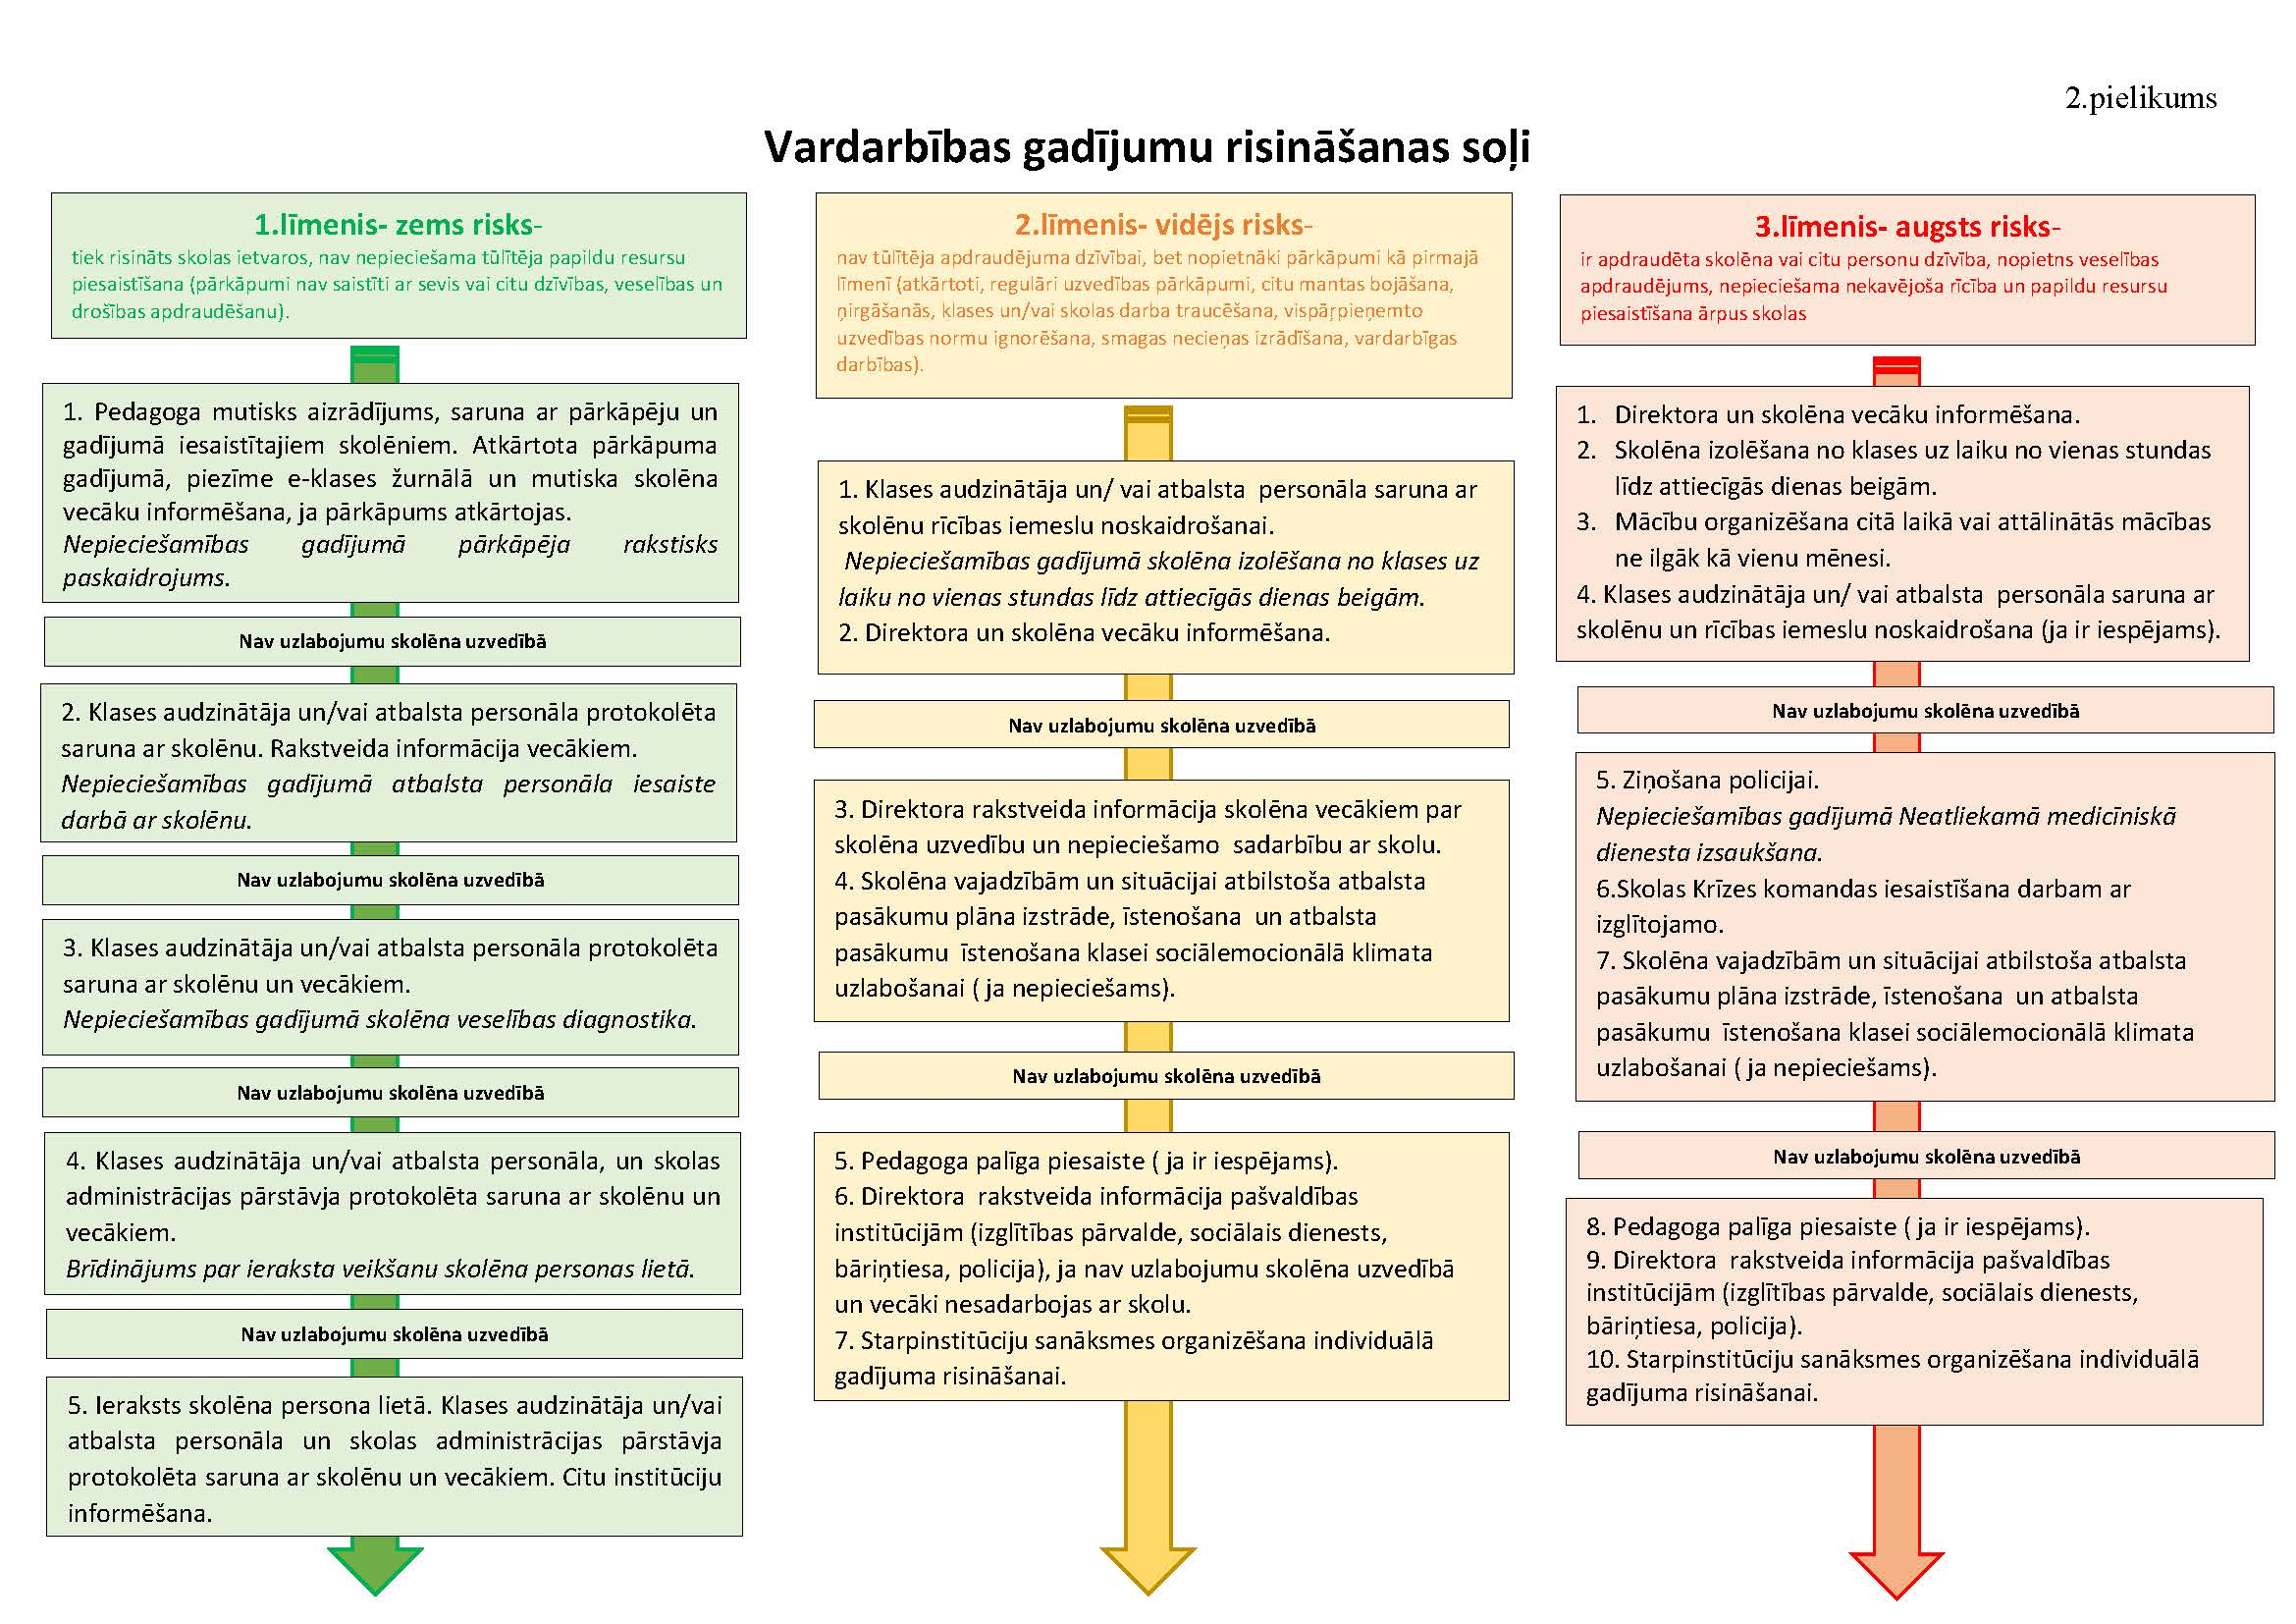 2.pielikums
Vardarbības gadījumu risināšanas soļi
1.līmenis- zems risks-
tiek risināts skolas ietvaros, nav nepieciešama tūlītēja papildu resursu
piesaistīšana (pārkāpumi nav saistīti ar sevis vai citu dzīvības, veselības un
drošības apdraudēšanu).
1. Pedagoga mutisks aizrādījums, saruna ar pārkāpēju un
gadījumā iesaistītajiem skolēniem. Atkārtota pārkāpuma
gadījumā, piezīme e-klases žurnālā un mutiska skolēna
vecāku informēšana, ja pārkāpums atkārtojas.
Nepieciešamības gadījumā pārkāpēja rakstisks
paskaidrojums.
Nav uzlabojumu skolēna uzvedībā
2. Klases audzinātāja un/vai atbalsta personāla protokolēta
saruna ar skolēnu. Rakstveida informācija vecākiem.
Nepieciešamības gadījumā atbalsta personāla iesaiste
darbā ar skolēnu.
Nav uzlabojumu skolēna uzvedībā
3. Klases audzinātāja un/vai atbalsta personāla protokolēta
saruna ar skolēnu un vecākiem.
Nepieciešamības gadījumā skolēna veselības diagnostika.
Nav uzlabojumu skolēna uzvedībā
4. Klases audzinātāja un/vai atbalsta personāla, un skolas
administrācijas pārstāvja protokolēta saruna ar skolēnu un
vecākiem.
Brīdinājums par ieraksta veikšanu skolēna personas lietā.
Nav uzlabojumu skolēna uzvedībā
5. Ieraksts skolēna persona lietā. Klases audzinātāja un/vai
atbalsta personāla un skolas administrācijas pārstāvja
protokolēta saruna ar skolēnu un vecākiem. Citu institūciju
informēšana.
2.līmenis- vidējs risks-
nav tūlītēja apdraudējuma dzīvībai, bet nopietnāki pārkāpumi kā pirmajā
līmenī (atkārtoti, regulāri uzvedības pārkāpumi, citu mantas bojāšana,
ņirgāšanās, klases un/vai skolas darba traucēšana, vispārpieņemto
uzvedības normu ignorēšana, smagas necieņas izrādīšana, vardarbīgas
darbības).
1. Klases audzinātāja un/ vai atbalsta personāla saruna ar
skolēnu rīcības iemeslu noskaidrošanai.
Nepieciešamības gadījumā skolēna izolēšana no klases uz
laiku no vienas stundas līdz attiecīgās dienas beigām.
2. Direktora un skolēna vecāku informēšana.
Nav uzlabojumu skolēna uzvedībā
3. Direktora rakstveida informācija skolēna vecākiem par
skolēna uzvedību un nepieciešamo sadarbību ar skolu.
4. Skolēna vajadzībām un situācijai atbilstoša atbalsta
pasākumu plāna izstrāde, īstenošana un atbalsta
pasākumu īstenošana klasei sociālemocionālā klimata
uzlabošanai ( ja nepieciešams).
Nav uzlabojumu skolēna uzvedībā
5. Pedagoga palīga piesaiste ( ja ir iespējams).
6. Direktora rakstveida informācija pašvaldības
institūcijām (izglītības pārvalde, sociālais dienests,
bāriņtiesa, policija), ja nav uzlabojumu skolēna uzvedībā
un vecāki nesadarbojas ar skolu.
7. Starpinstitūciju sanāksmes organizēšana individuālā
gadījuma risināšanai.
3.līmenis- augsts risks-
ir apdraudēta skolēna vai citu personu dzīvība, nopietns veselības
apdraudējums, nepieciešama nekavējoša rīcība un papildu resursu
piesaistīšana ārpus skolas
1. Direktora un skolēna vecāku informēšana.
2. Skolēna izolēšana no klases uz laiku no vienas stundas
līdz attiecīgās dienas beigām.
3. Mācību organizēšana citā laikā vai attālinātās mācības
ne ilgāk kā vienu mēnesi.
4. Klases audzinātāja un/ vai atbalsta personāla saruna ar
skolēnu un rīcības iemeslu noskaidrošana (ja ir iespējams).
Nav uzlabojumu skolēna uzvedībā
5. Ziņošana policijai.
Nepieciešamības gadījumā Neatliekamā medicīniskā
dienesta izsaukšana.
6.Skolas Krīzes komandas iesaistīšana darbam ar
izglītojamo.
7. Skolēna vajadzībām un situācijai atbilstoša atbalsta
pasākumu plāna izstrāde, īstenošana un atbalsta
pasākumu īstenošana klasei sociālemocionālā klimata
uzlabošanai ( ja nepieciešams).
Nav uzlabojumu skolēna uzvedībā
8. Pedagoga palīga piesaiste ( ja ir iespējams).
9. Direktora rakstveida informācija pašvaldības
institūcijām (izglītības pārvalde, sociālais dienests,
bāriņtiesa, policija).
10. Starpinstitūciju sanāksmes organizēšana individuālā
gadījuma risināšanai.